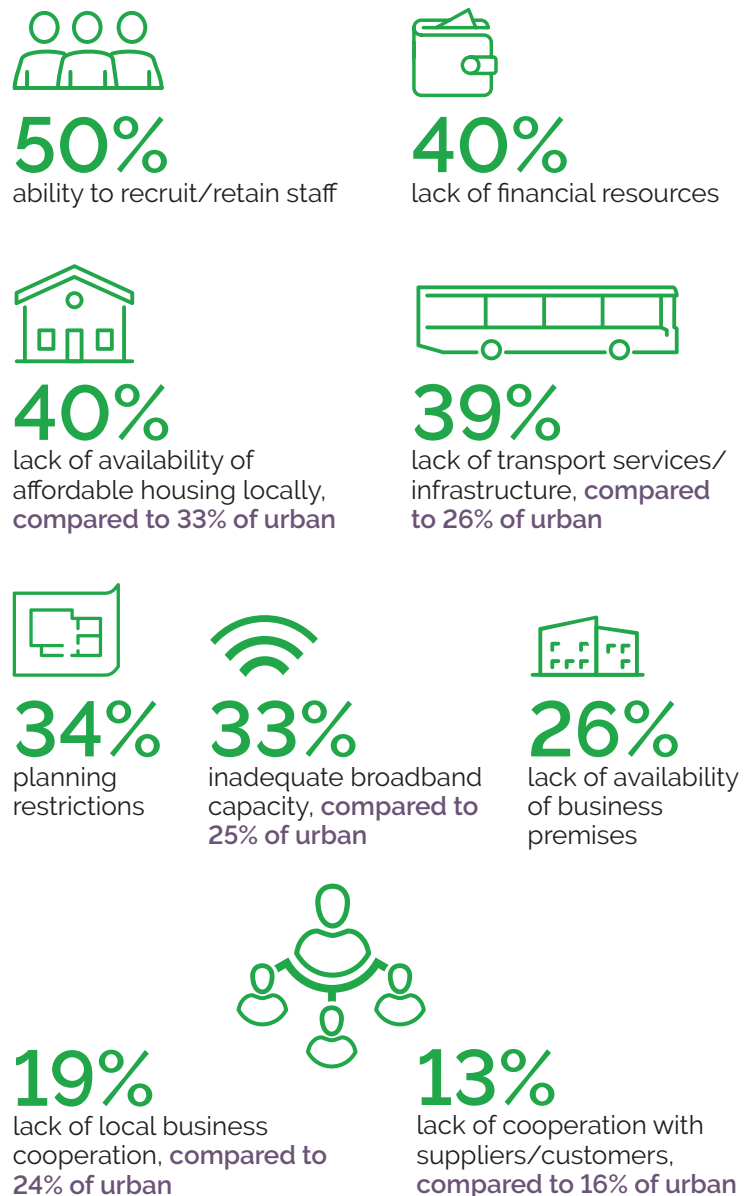 50%
ability to recruit/retain staff
40%
lack of financial resources
40%
lack of availability of
affordable housing locally,
compared to 33% of urban
39%
lack of transport services/
infrastructure, compared
to 26% of urban
34%
planning
restrictions
33%
inadequate broadband
capacity, compared to
25% of urban
26%
lack of availability
of business
premises
19%
lack of local business
cooperation, compared to
24% of urban
13%
lack of cooperation with
suppliers/customers,
compared to 16% of urban